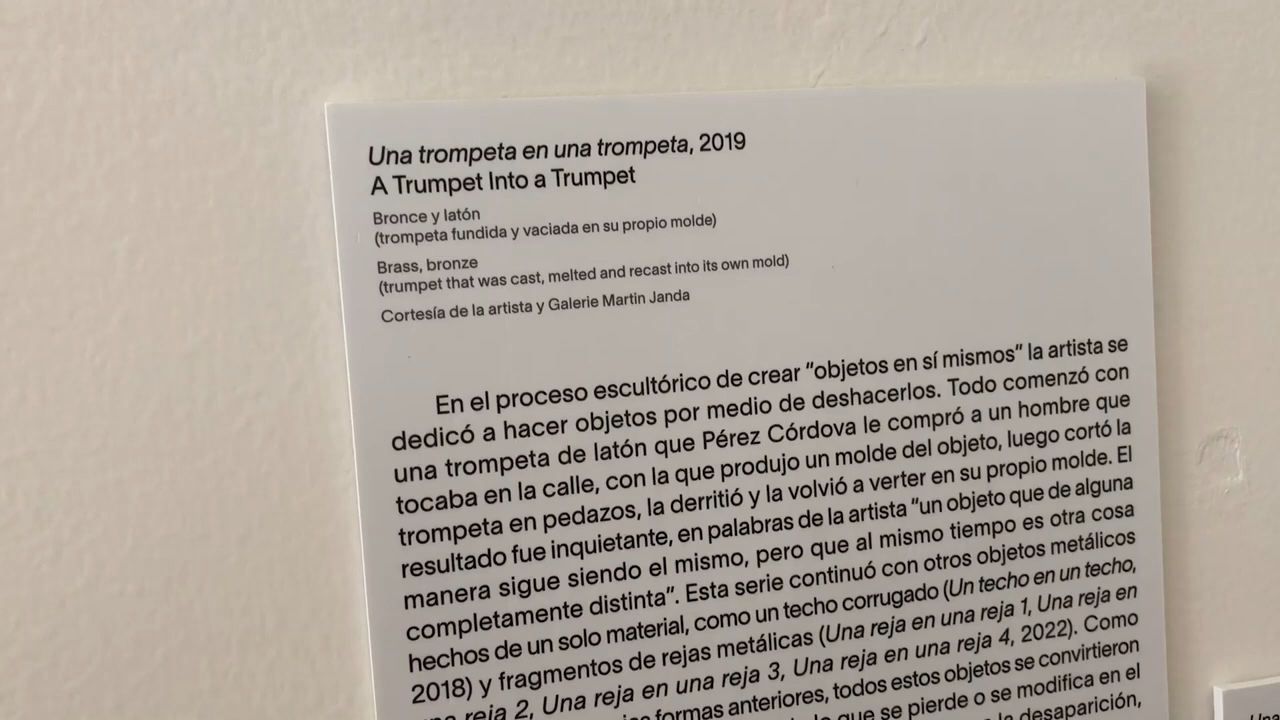 Una trompeta en una trompeta, 2019
A Trumpet Into a Trumpet
Bronce y latón
(trompeta fundida y vaciada en su propio molde)
Brass, bronze
(trumpet that was cast, melted and recast into its own mold)
Cortesía de la artista y Galerie Martin Janda
En el proceso escultórico de crear "objetos en sí mismos" la artista se
dedicó a hacer objetos por medio de deshacerlos. Todo comenzó con
una trompeta de latón que Pérez Córdova le compró a un hombre que
tocaba en la calle, con la que produjo un molde del objeto, luego cortó la
trompeta en pedazos, la derritió y la volvió a verter en su propio molde. El
resultado fue inquietante, en palabras de la artista "un objeto que de alguna
manera sigue siendo el mismo, pero que al mismo tiempo es otra cosa
completamente distinta". Esta serie continuó con otros objetos metálicos
hechos de un solo material, como un techo corrugado (Un techo en un techo,
2018) y fragmentos de rejas metálicas (Una reja en una reja 1, Una reja en
reja 2, Una reja en una reja 3, Una reja en una reja 4, 2022). Como
formas anteriores, todos estos objetos se convirtieron
que se pierde o se modifica en el
la desaparición,